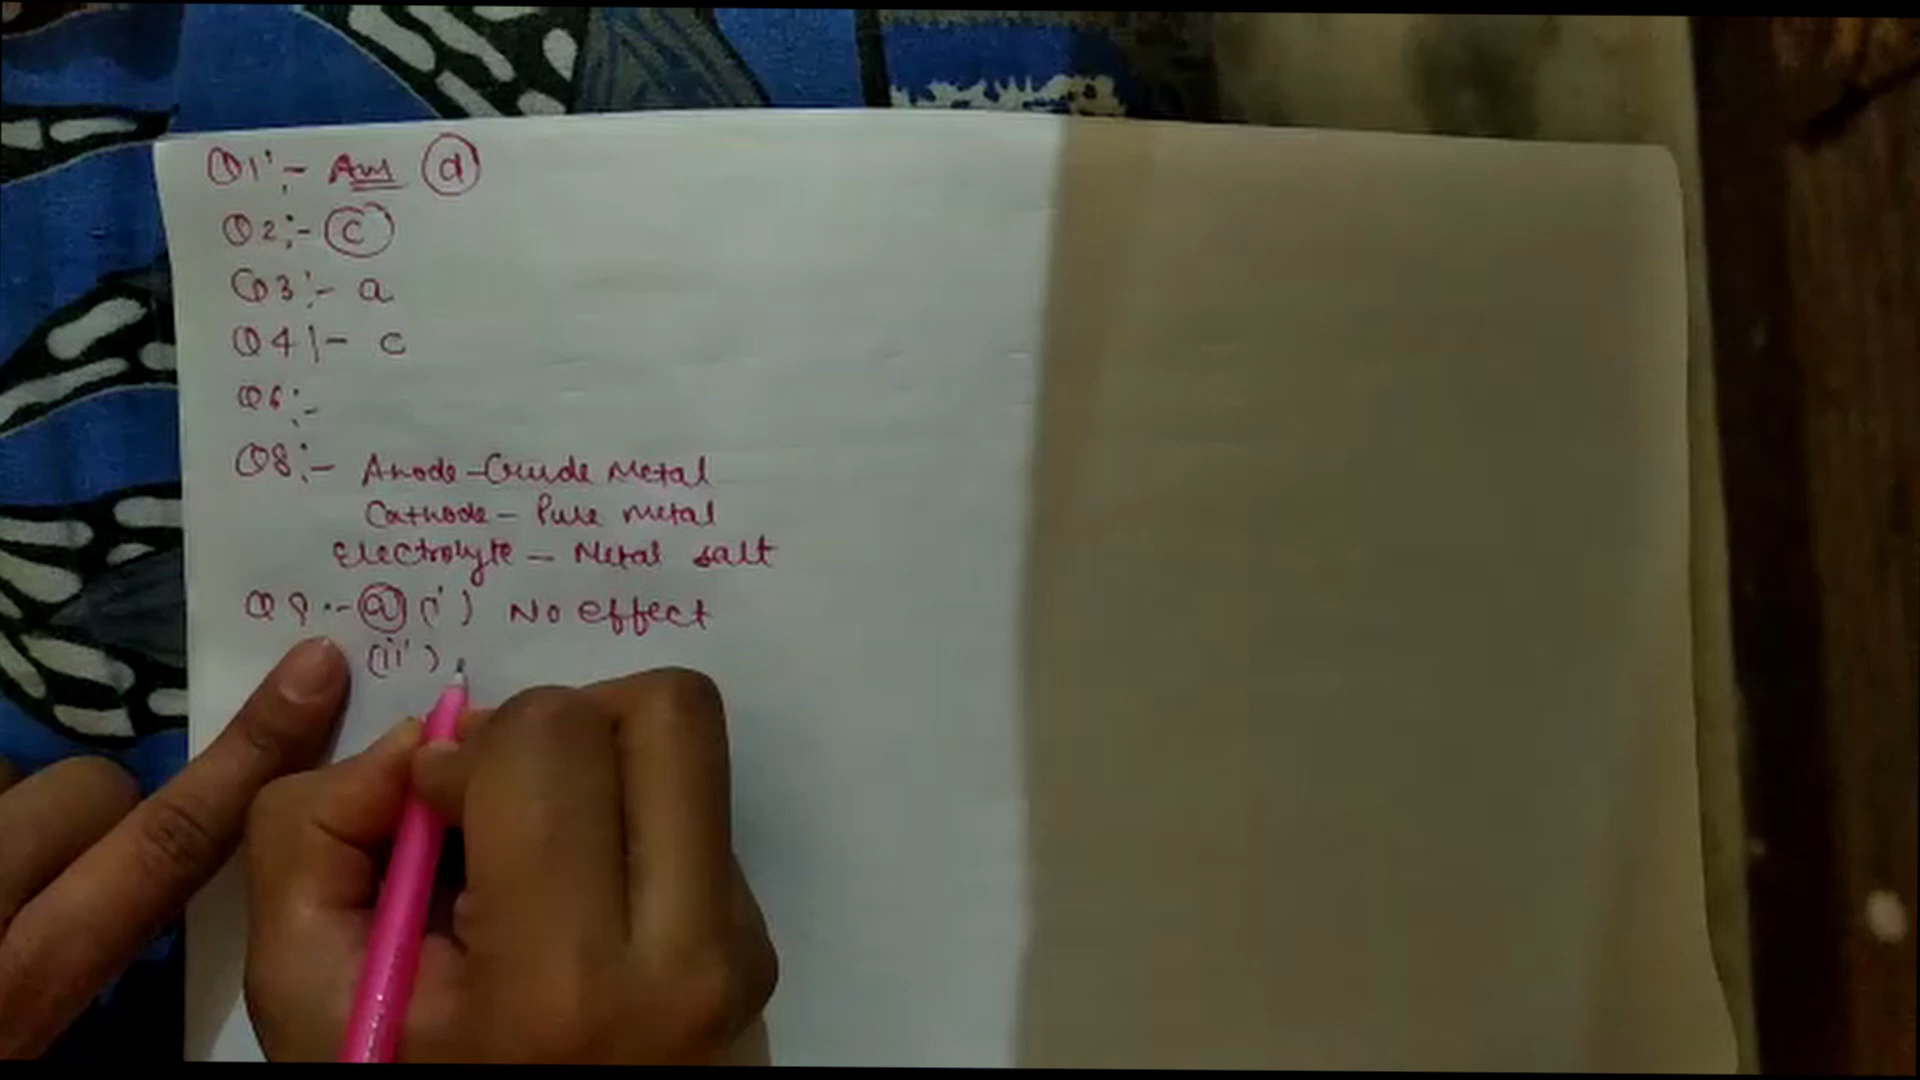 Q1:- Ans (d)
Q2:- (c)
Q3:- a
Q4:- c
Q6:-
Q8:- Anode - Crude Metal
Cathode - Pure metal
Electrolyte - Metal salt
Q9:- (a) (i) No effect
(ii)